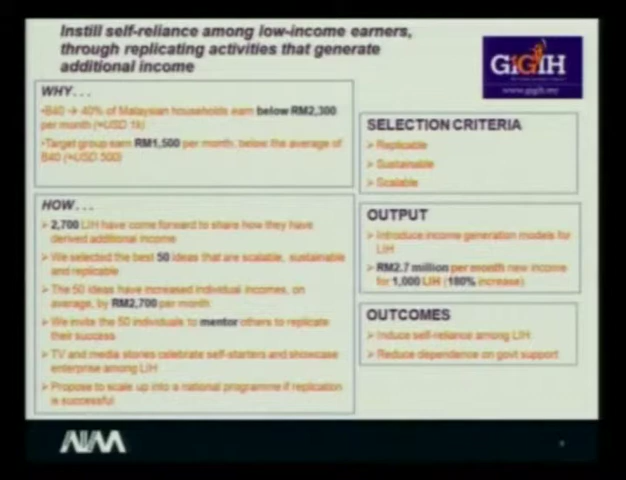 Instill self-reliance among low-income earners,
through replicating activities that generate
additional income
GiGIH
www.gigih.my
WHY...
•B40 → 40% of Malaysian households earn below RM2,300
per month (≈USD 1k)
•Target group earn RM1,500 per month, below the average of
B40 (≈USD 500)
HOW...
➤ 2,700 LIH have come forward to share how they have
derived additional income
➤ We selected the best 50 ideas that are scalable, sustainable
and replicable
➤ The 50 ideas have increased individual incomes, on
average, by RM2,700 per month
➤ We invite the 50 individuals to mentor others to replicate
their success
➤ TV and media stories celebrate self-starters and showcase
enterprise among LIH
➤ Propose to scale up into a national programme if replication
is successful
SELECTION CRITERIA
➤ Replicable
➤ Sustainable
➤ Scalable
OUTPUT
➤ Introduce income generation models for
LIH
➤ RM2.7 million per month new income
for 1,000 LIH (180% increase)
OUTCOMES
➤ Induce self-reliance among LIH
➤ Reduce dependence on govt support
AIM